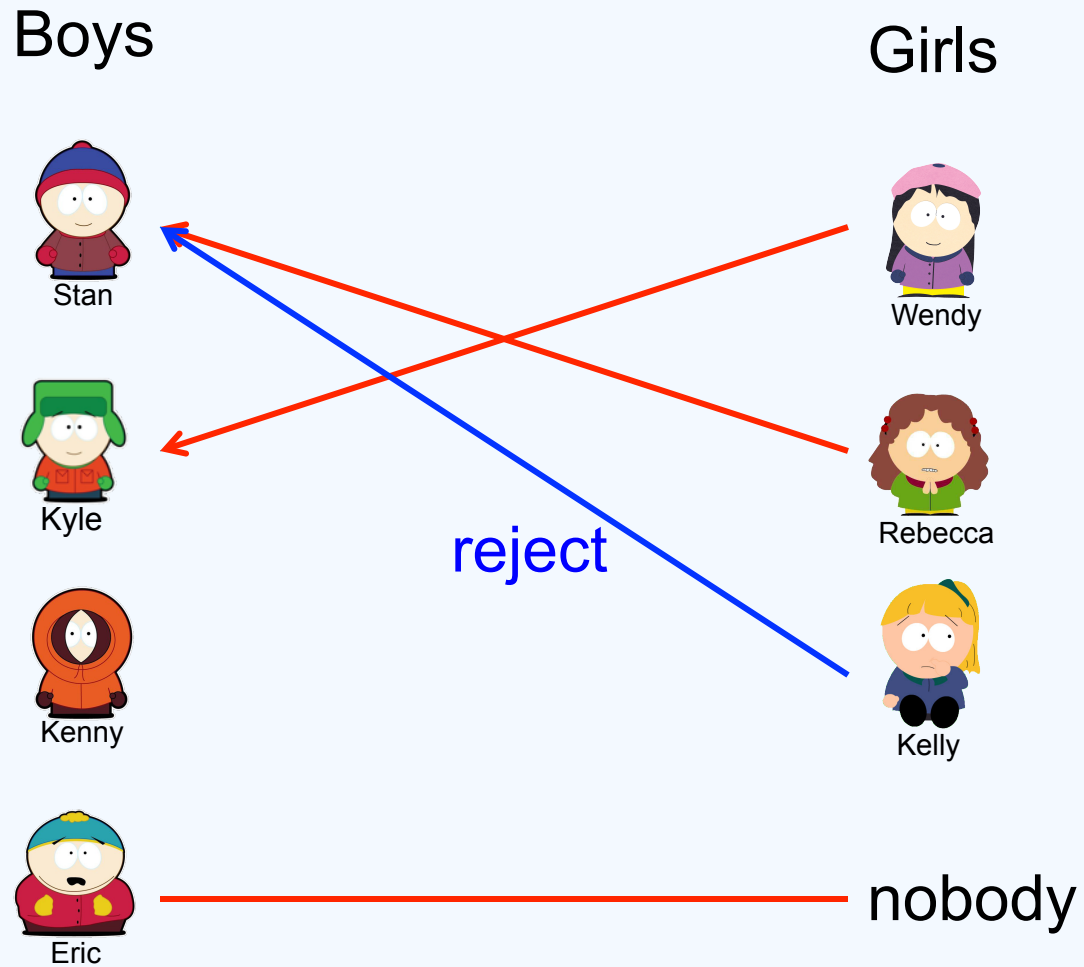 Boys
Girls
Stan
Wendy
Kyle
Rebecca
reject
Kenny
Kelly
Eric
nobody